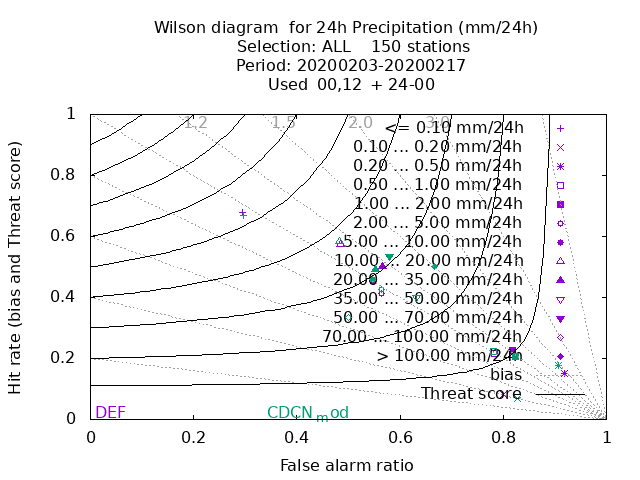 Wilson diagram  for 24h Precipitation (mm/24h)
Selection: ALL    150 stations
Period: 20200203-20200217
Used  00,12  + 24-00
1.2 1.5 2.0 3.0
<= 0.10 mm/24h
0.10 ... 0.20 mm/24h
0.20 ... 0.50 mm/24h
0.50 ... 1.00 mm/24h
1.00 ... 2.00 mm/24h
2.00 ... 5.00 mm/24h
5.00 ... 10.00 mm/24h
10.00 ... 20.00 mm/24h
20.00 ... 35.00 mm/24h
35.00 ... 50.00 mm/24h
50.00 ... 70.00 mm/24h
70.00 ... 100.00 mm/24h
> 100.00 mm/24h
bias
Threat score
1
0.8
0.6
0.4
0.2
0
Hit rate (bias and Threat score)
DEF
CDCN_mod
0 0.2 0.4 0.6 0.8 1
False alarm ratio